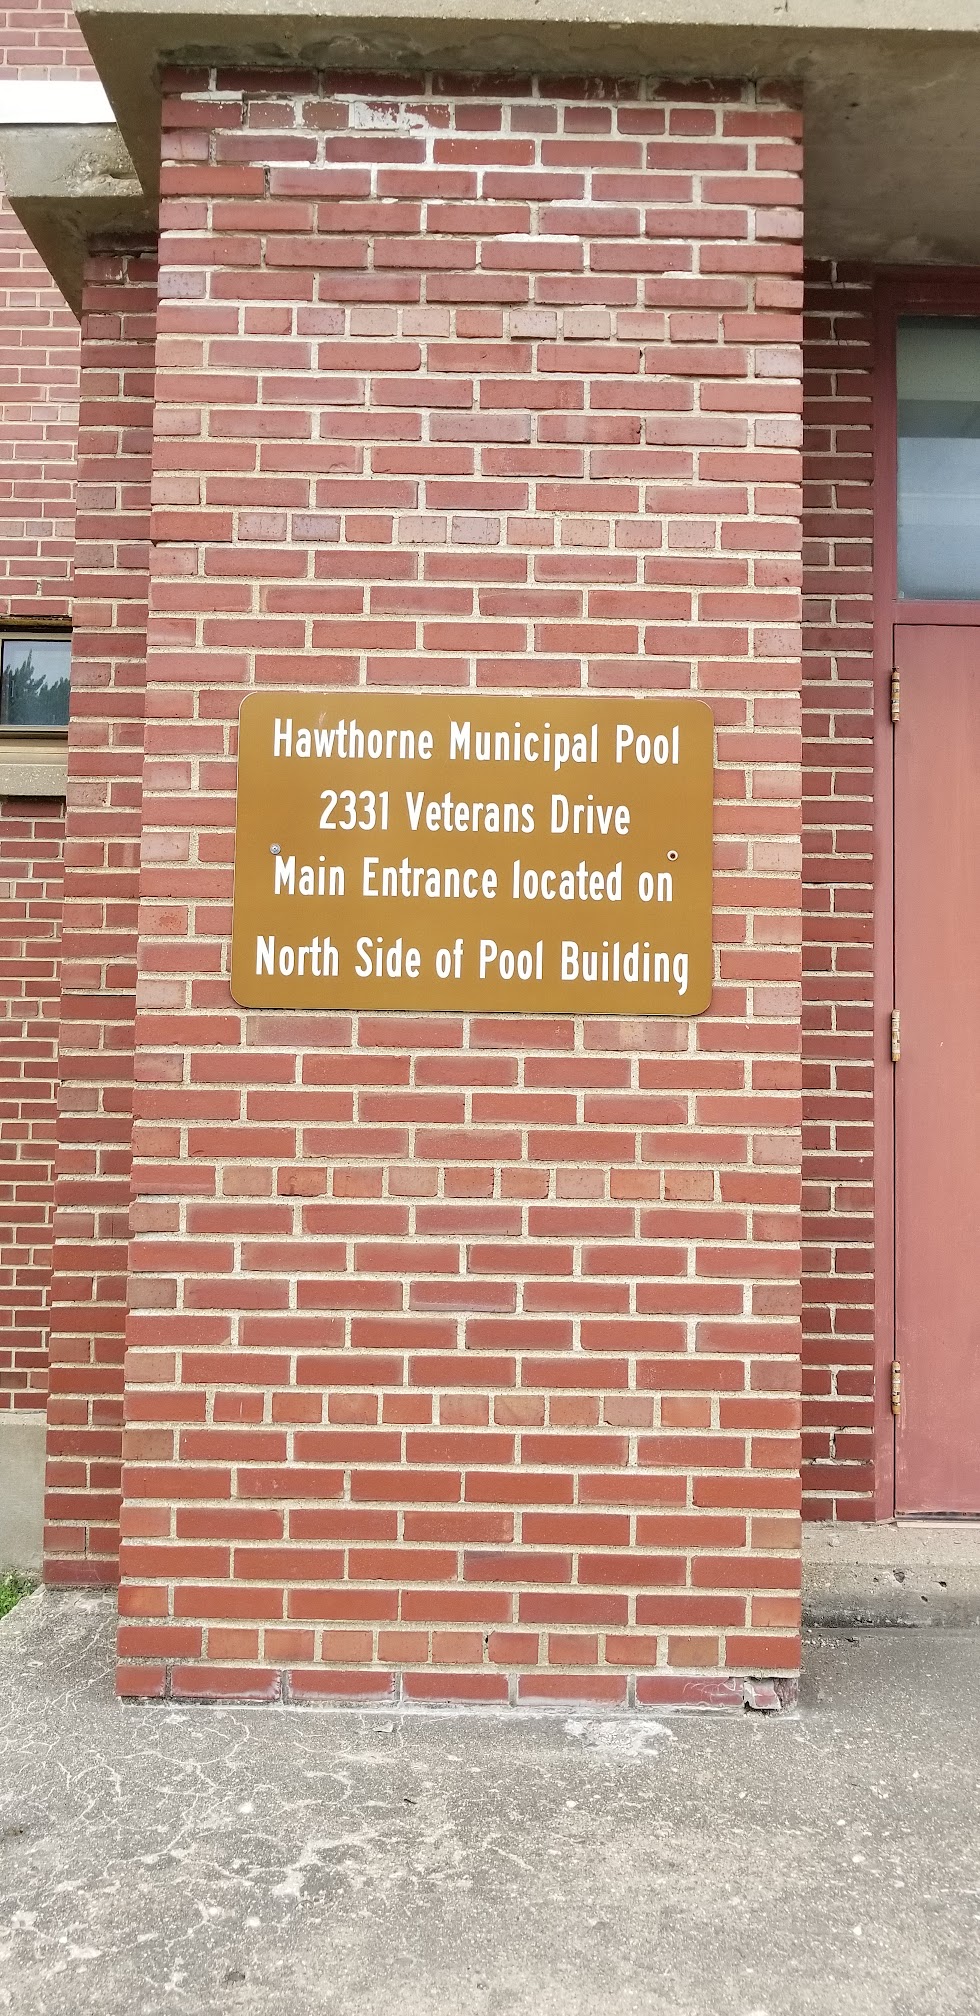 Hawthorne Municipal Pool
2331 Veterans Drive
Main Entrance located on
North Side of Pool Building